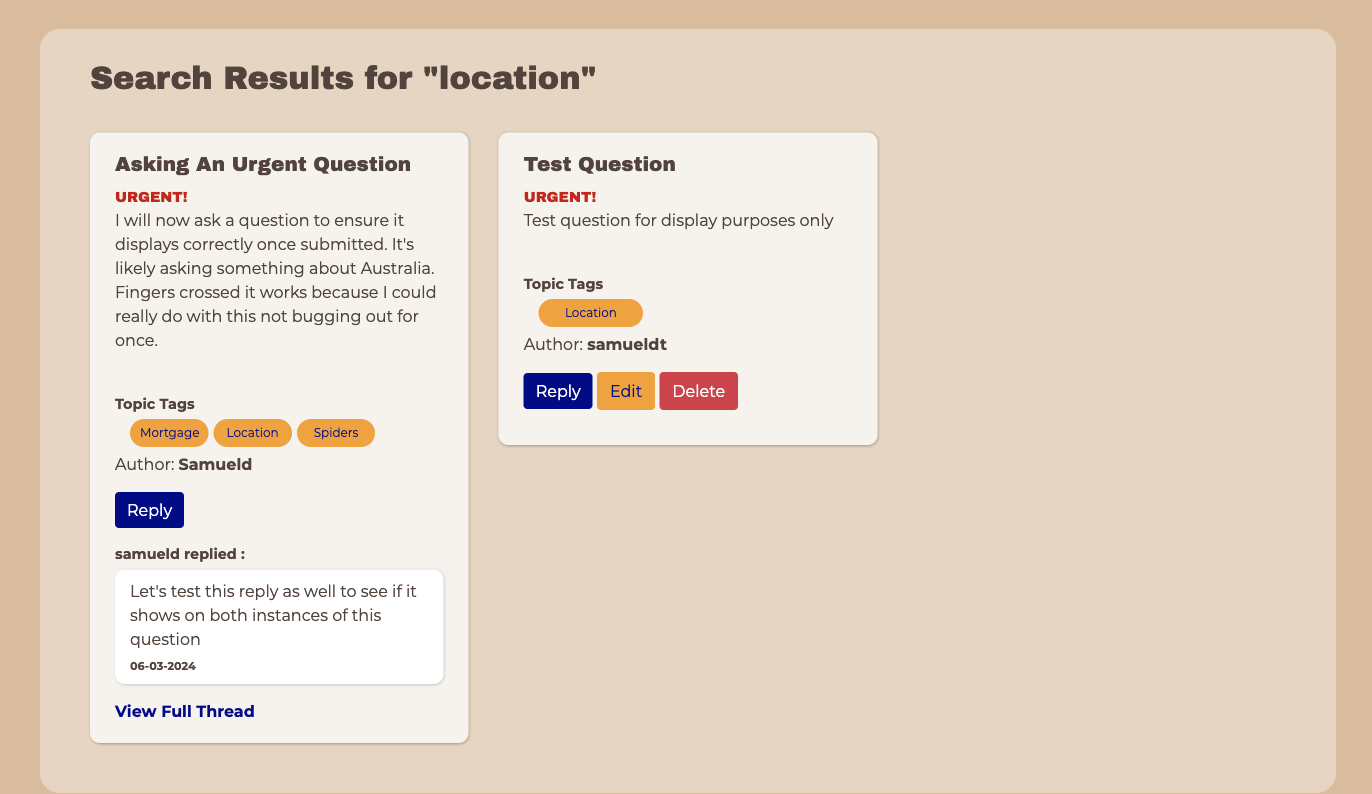 Search Results for "location"
Asking An Urgent Question
URGENT!
I will now ask a question to ensure it
displays correctly once submitted. It's
likely asking something about Australia.
Fingers crossed it works because I could
really do with this not bugging out for
once.
Topic Tags
Mortgage Location Spiders
Author: Samueld
Reply
samueld replied :
Let's test this reply as well to see if it
shows on both instances of this
question
06-03-2024
View Full Thread
Test Question
URGENT!
Test question for display purposes only
Topic Tags
Location
Author: samueldt
Reply Edit Delete